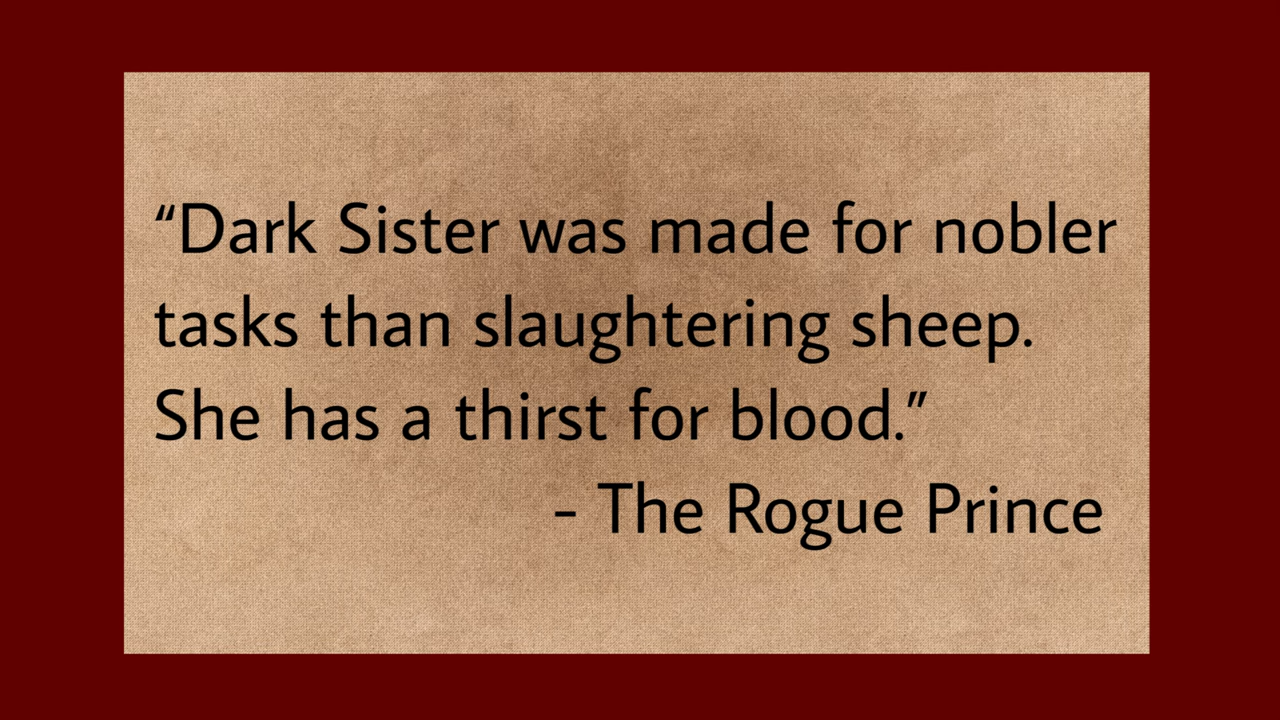 “Dark Sister was made for nobler
tasks than slaughtering sheep.
She has a thirst for blood.”
- The Rogue Prince